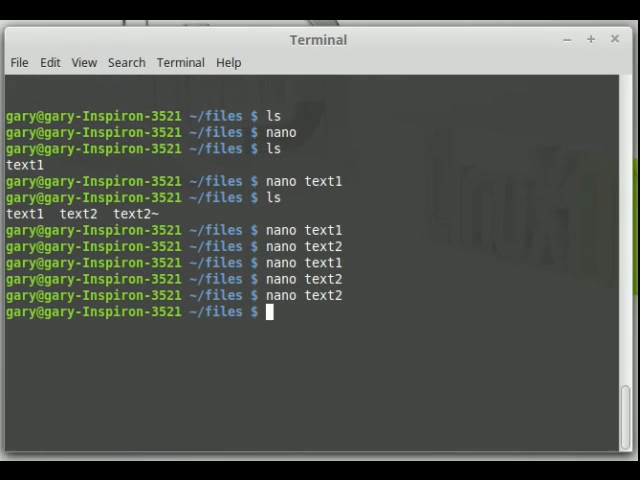 Terminal
File Edit View Search Terminal Help
gary@gary-Inspiron-3521 ~/files $ ls
gary@gary-Inspiron-3521 ~/files $ nano
gary@gary-Inspiron-3521 ~/files $ ls
text1
gary@gary-Inspiron-3521 ~/files $ nano text1
gary@gary-Inspiron-3521 ~/files $ ls
text1  text2  text2~
gary@gary-Inspiron-3521 ~/files $ nano text1
gary@gary-Inspiron-3521 ~/files $ nano text2
gary@gary-Inspiron-3521 ~/files $ nano text1
gary@gary-Inspiron-3521 ~/files $ nano text2
gary@gary-Inspiron-3521 ~/files $ nano text2
gary@gary-Inspiron-3521 ~/files $